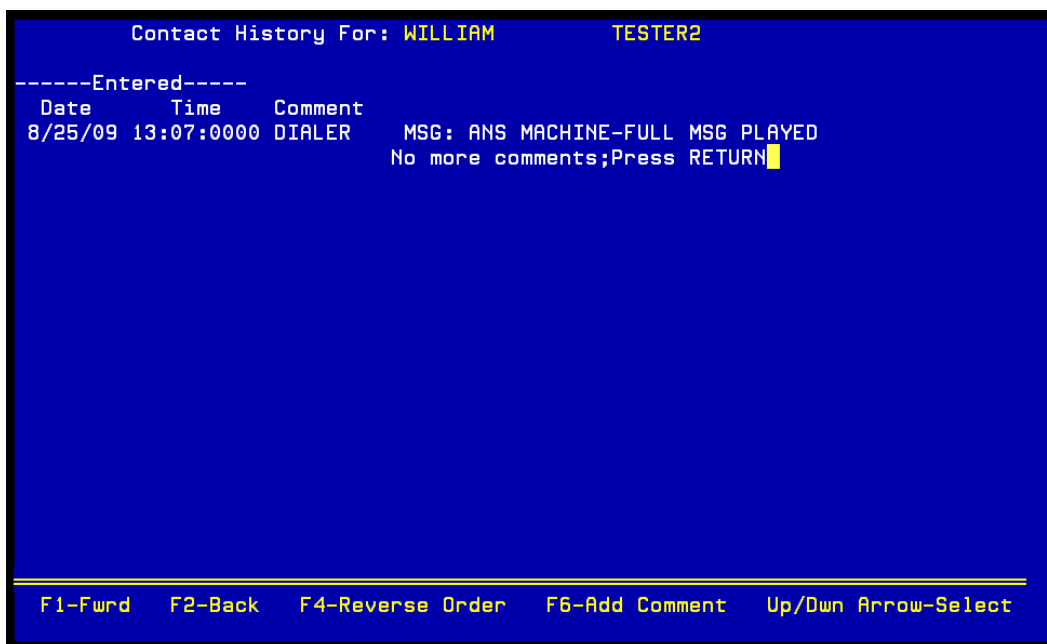 Contact History For: WILLIAM TESTER2
------Entered-----
Date Time Comment
8/25/09 13:07:0000 DIALER MSG: ANS MACHINE-FULL MSG PLAYED
No more comments;Press RETURN
F1-Fwrd F2-Back F4-Reverse Order F6-Add Comment Up/Dwn Arrow-Select